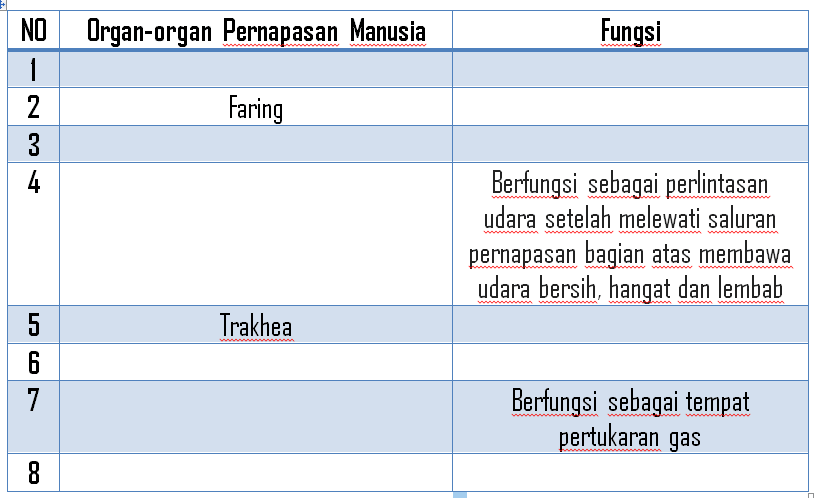 NO Organ-organ Pernapasan Manusia Fungsi
1
2 Faring
3
4 Berfungsi sebagai perlintasan
udara setelah melewati saluran
pernapasan bagian atas membawa
udara bersih, hangat dan lembab
5 Trakhea
6
7 Berfungsi sebagai tempat
pertukaran gas
8